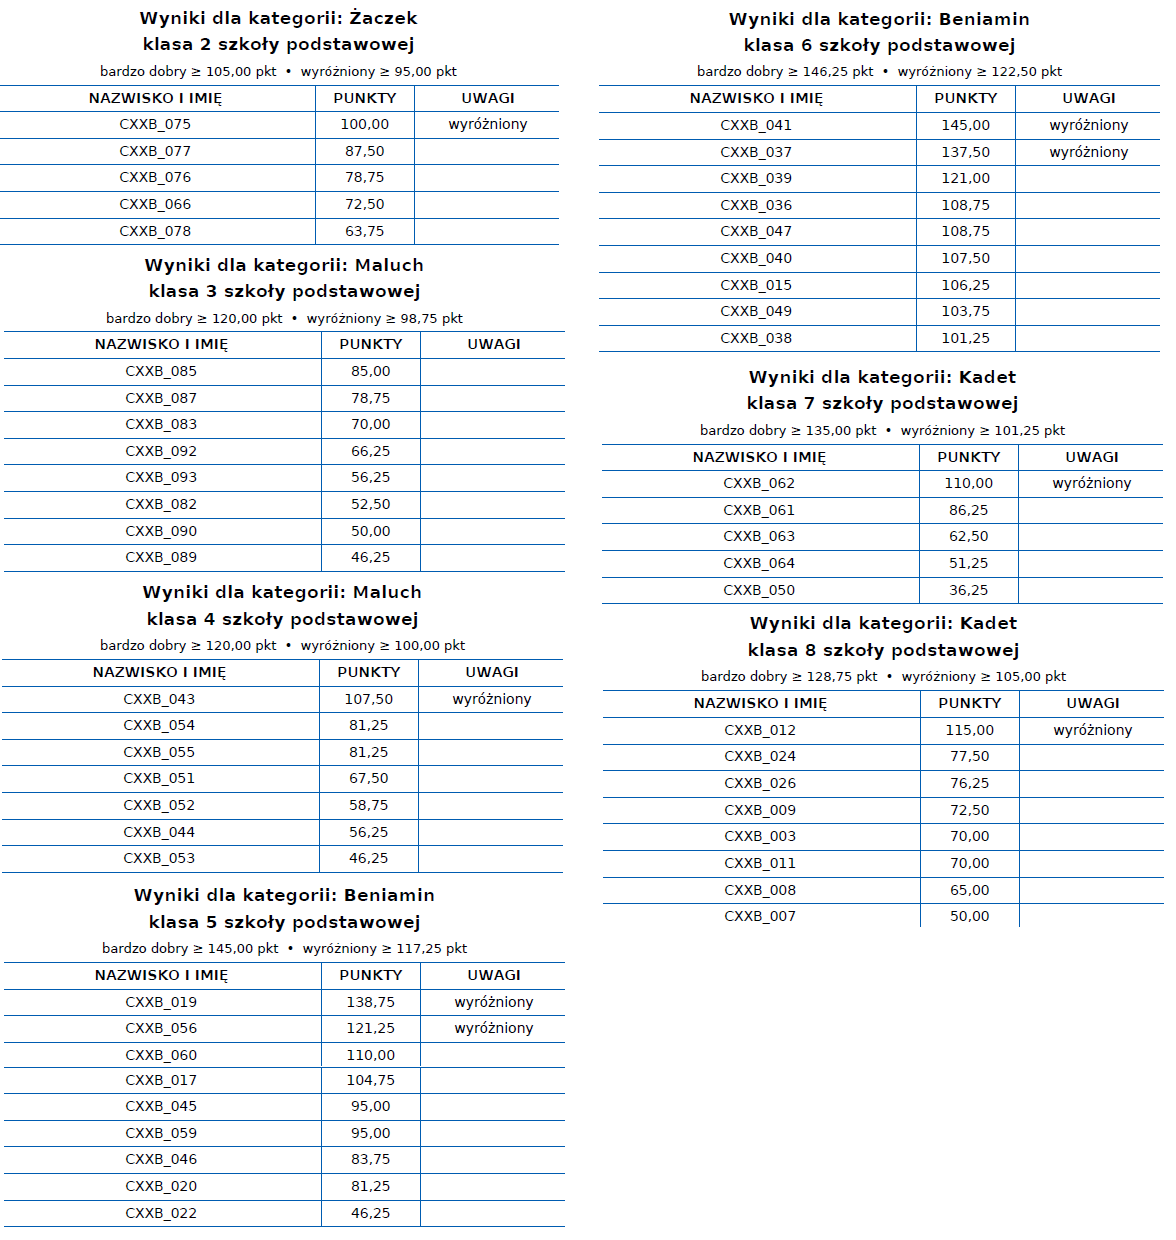 Wyniki dla kategorii: Żaczek
klasa 2 szkoły podstawowej
bardzo dobry ≥ 105,00 pkt • wyróżniony ≥ 95,00 pkt
NAZWISKO I IMIĘ PUNKTY UWAGI
CXXB_075 100,00 wyróżniony
CXXB_077 87,50
CXXB_076 78,75
CXXB_066 72,50
CXXB_078 63,75
Wyniki dla kategorii: Maluch
klasa 3 szkoły podstawowej
bardzo dobry ≥ 120,00 pkt • wyróżniony ≥ 98,75 pkt
NAZWISKO I IMIĘ PUNKTY UWAGI
CXXB_085 85,00
CXXB_087 78,75
CXXB_083 70,00
CXXB_092 66,25
CXXB_093 56,25
CXXB_082 52,50
CXXB_090 50,00
CXXB_089 46,25
Wyniki dla kategorii: Maluch
klasa 4 szkoły podstawowej
bardzo dobry ≥ 120,00 pkt • wyróżniony ≥ 100,00 pkt
NAZWISKO I IMIĘ PUNKTY UWAGI
CXXB_043 107,50 wyróżniony
CXXB_054 81,25
CXXB_055 81,25
CXXB_051 67,50
CXXB_052 58,75
CXXB_044 56,25
CXXB_053 46,25
Wyniki dla kategorii: Beniamin
klasa 5 szkoły podstawowej
bardzo dobry ≥ 145,00 pkt • wyróżniony ≥ 117,25 pkt
NAZWISKO I IMIĘ PUNKTY UWAGI
CXXB_019 138,75 wyróżniony
CXXB_056 121,25 wyróżniony
CXXB_060 110,00
CXXB_017 104,75
CXXB_045 95,00
CXXB_059 95,00
CXXB_046 83,75
CXXB_020 81,25
CXXB_022 46,25
Wyniki dla kategorii: Beniamin
klasa 6 szkoły podstawowej
bardzo dobry ≥ 146,25 pkt • wyróżniony ≥ 122,50 pkt
NAZWISKO I IMIĘ PUNKTY UWAGI
CXXB_041 145,00 wyróżniony
CXXB_037 137,50 wyróżniony
CXXB_039 121,00
CXXB_036 108,75
CXXB_047 108,75
CXXB_040 107,50
CXXB_015 106,25
CXXB_049 103,75
CXXB_038 101,25
Wyniki dla kategorii: Kadet
klasa 7 szkoły podstawowej
bardzo dobry ≥ 135,00 pkt • wyróżniony ≥ 101,25 pkt
NAZWISKO I IMIĘ PUNKTY UWAGI
CXXB_062 110,00 wyróżniony
CXXB_061 86,25
CXXB_063 62,50
CXXB_064 51,25
CXXB_050 36,25
Wyniki dla kategorii: Kadet
klasa 8 szkoły podstawowej
bardzo dobry ≥ 128,75 pkt • wyróżniony ≥ 105,00 pkt
NAZWISKO I IMIĘ PUNKTY UWAGI
CXXB_012 115,00 wyróżniony
CXXB_024 77,50
CXXB_026 76,25
CXXB_009 72,50
CXXB_003 70,00
CXXB_011 70,00
CXXB_008 65,00
CXXB_007 50,00